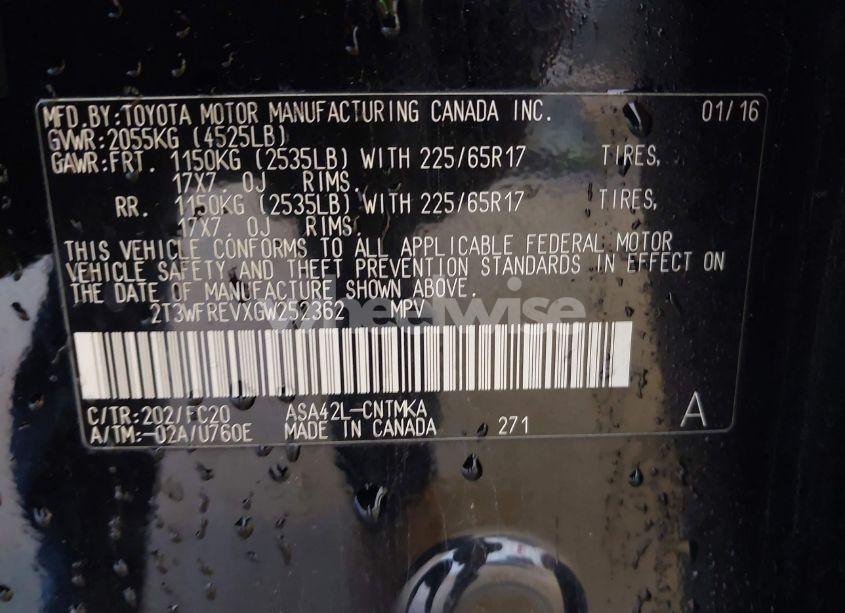 MFD.BY:TOYOTA MOTOR MANUFACTURING CANADA INC. 01/16
GVWR:2055KG (4525LB)
GAWR:FRT. 1150KG (2535LB) WITH 225/65R17 TIRES,
17X7. 0J RIMS.
RR. 1150KG (2535LB) WITH 225/65R17 TIRES,
17X7. 0J RIMS.
THIS VEHICLE CONFORMS TO ALL APPLICABLE FEDERAL MOTOR
VEHICLE SAFETY AND THEFT PREVENTION STANDARDS IN EFFECT ON
THE DATE OF MANUFACTURE SHOWN ABOVE.
2T3WFREVXGW252362 MPV
wheelwise
C/TR:202/FC20 ASA42L-CNTMKA A
A/TM:-02A/U760E MADE IN CANADA 271